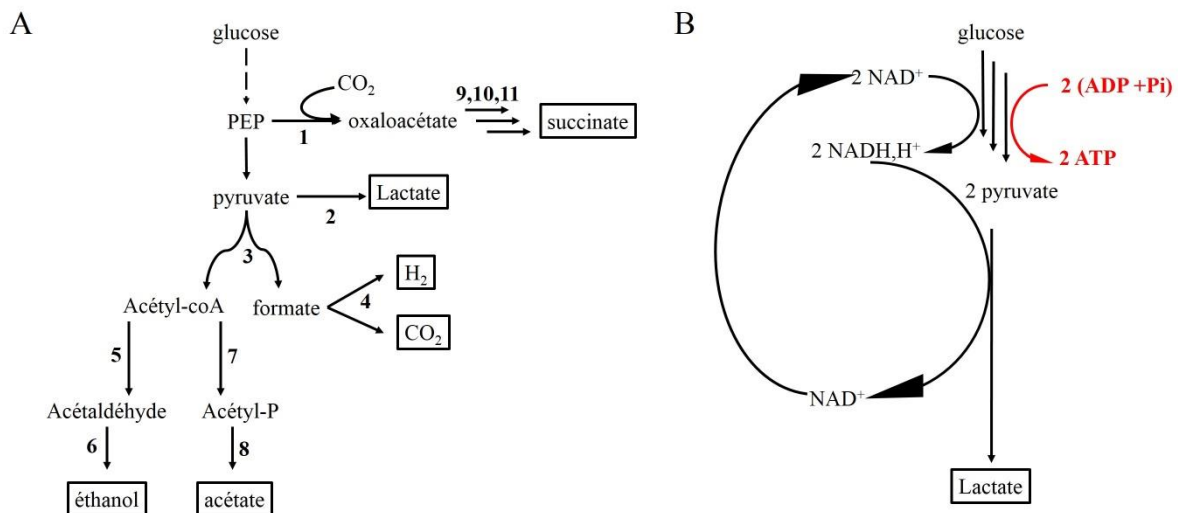 A
glucose
CO₂
9,10,11
PEP
1
oxaloacétate
succinate
pyruvate
2
Lactate
3
H₂
Acétyl-coA
formate
4
CO₂
5
7
Acétaldéhyde
Acétyl-P
6
8
éthanol
acétate
B
glucose
2 NAD⁺
2 (ADP +Pi)
2 NADH,H⁺
2 ATP
2 pyruvate
NAD⁺
Lactate